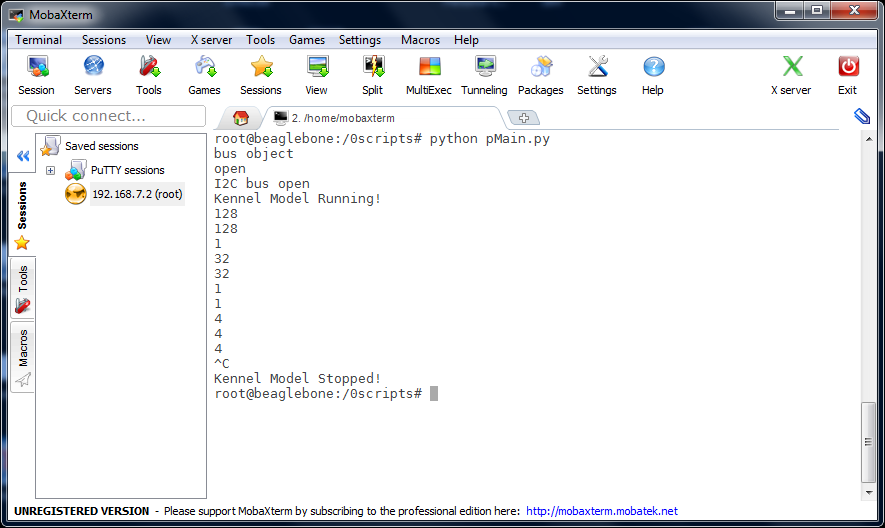 MobaXterm
Terminal Sessions View X server Tools Games Settings Macros Help
Session Servers Tools Games Sessions View Split MultiExec Tunneling Packages Settings Help X server Exit
Quick connect...
2. /home/mobaxterm
Saved sessions
PuTTY sessions
192.168.7.2 (root)
Sessions
Tools
Macros
root@beaglebone:/0scripts# python pMain.py
bus object
open
I2C bus open
Kennel Model Running!
128
128
1
32
32
1
1
4
4
4
^C
Kennel Model Stopped!
root@beaglebone:/0scripts#
UNREGISTERED VERSION - Please support MobaXterm by subscribing to the professional edition here: http://mobaxterm.mobatek.net